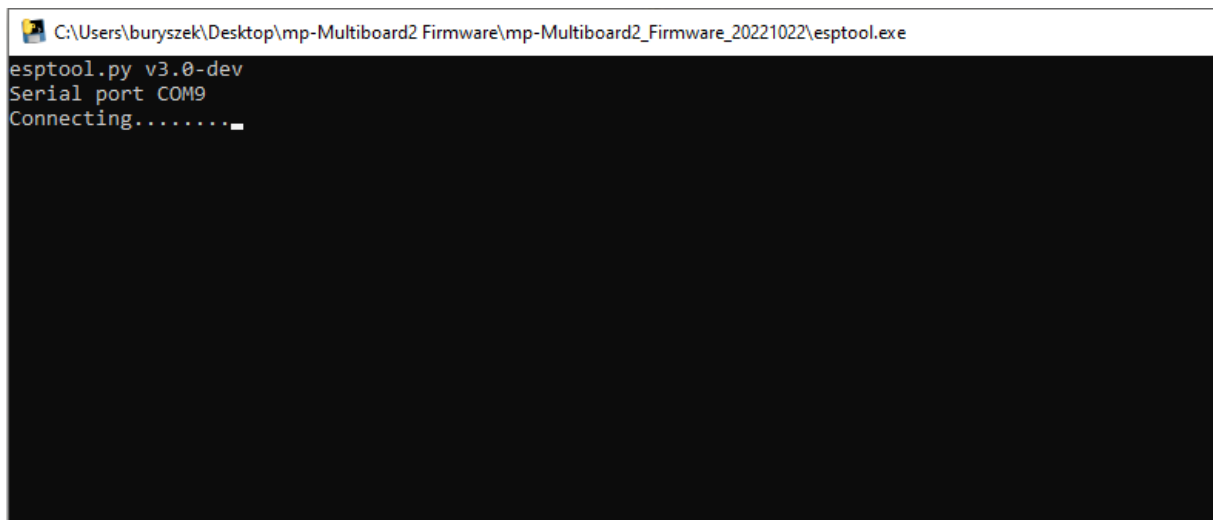 C:\Users\buryszek\Desktop\mp-Multiboard2 Firmware\mp-Multiboard2_Firmware_20221022\esptool.exe
esptool.py v3.0-dev
Serial port COM9
Connecting........